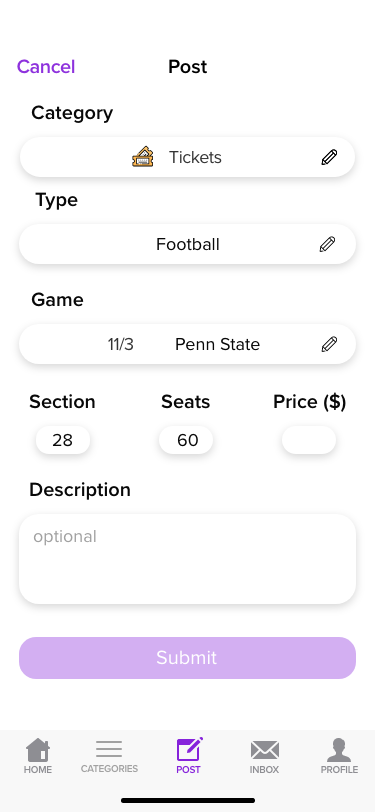 Cancel Post
Category
Tickets
Type
Football
Game
11/3 Penn State
Section Seats Price ($)
28 60
Description
optional
Submit
HOME CATEGORIES POST INBOX PROFILE